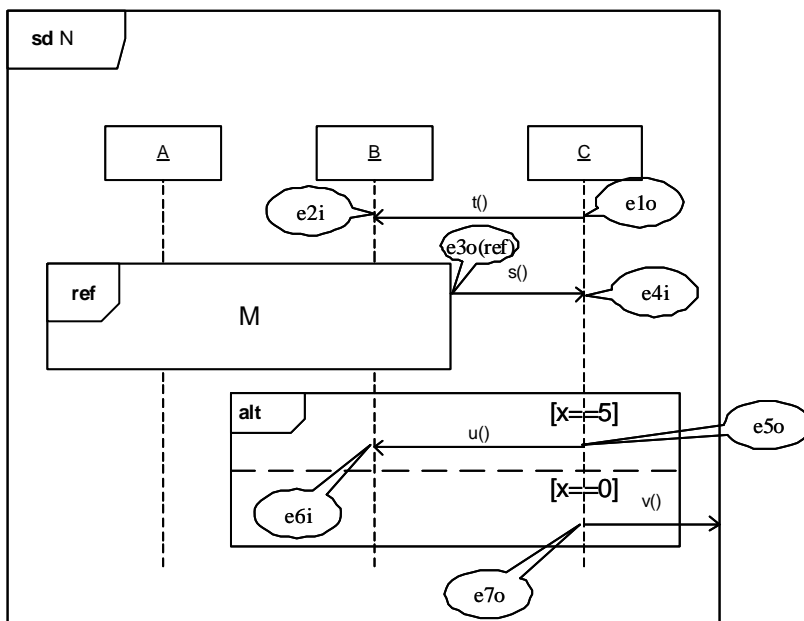 sd N
A
B
C
t()
e2i
e1o
e3o(ref)
s()
ref
M
e4i
alt
[x==5]
u()
e5o
[x==0]
e6i
v()
e7o